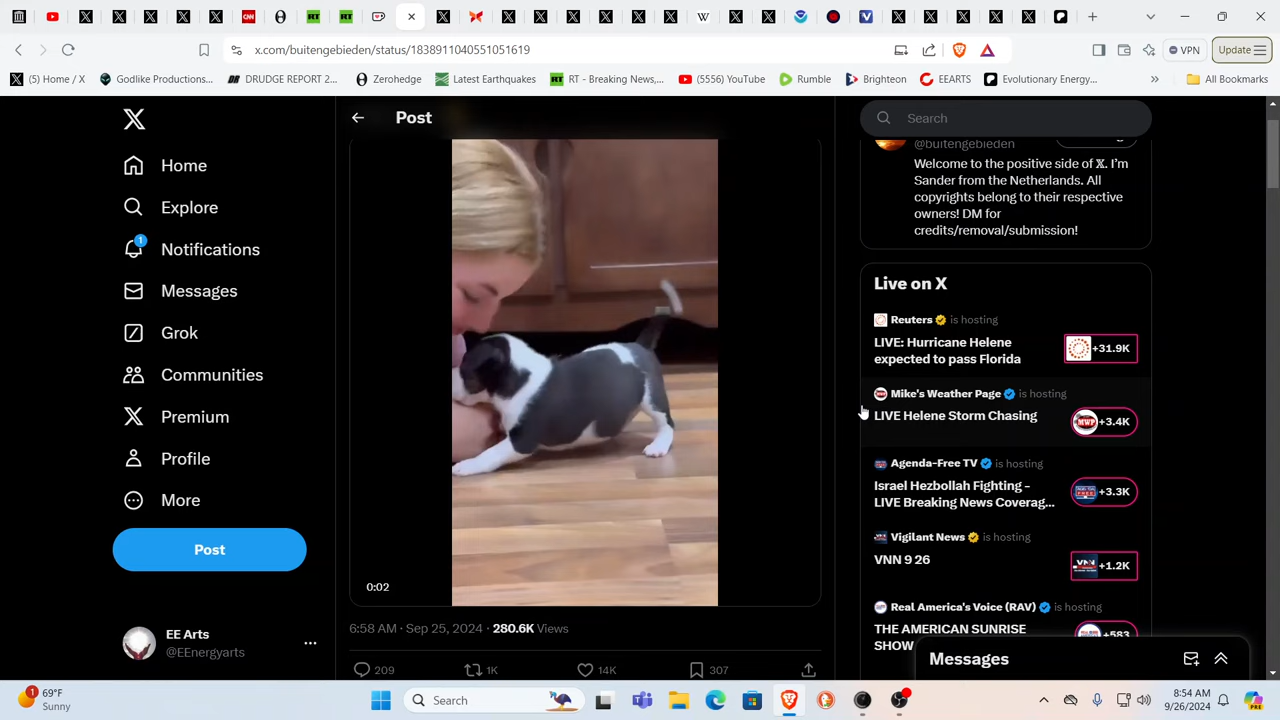 x.com/buitengebieden/status/1838911040551051619
VPN
Update
(5) Home / X
Godlike Productions...
DRUDGE REPORT 2...
Zerohedge
Latest Earthquakes
RT - Breaking News,...
(5556) YouTube
Rumble
Brighteon
EEARTS
Evolutionary Energy...
All Bookmarks
Home
Explore
1
Notifications
Messages
Grok
Communities
Premium
Profile
More
Post
EE Arts
@EEnergyarts
Post
0:02
6:58 AM · Sep 25, 2024 · 280.6K Views
209
1K
14K
307
Search
@buitengebieden
Welcome to the positive side of 𝕏. I'm
Sander from the Netherlands. All
copyrights belong to their respective
owners! DM for
credits/removal/submission!
Live on X
Reuters is hosting
LIVE: Hurricane Helene
expected to pass Florida
+31.9K
Mike's Weather Page is hosting
LIVE Helene Storm Chasing
+3.4K
Agenda-Free TV is hosting
Israel Hezbollah Fighting -
LIVE Breaking News Coverag...
+3.3K
Vigilant News is hosting
VNN 9 26
+1.2K
Real America's Voice (RAV) is hosting
THE AMERICAN SUNRISE
SHOW
+583
Messages
1
69°F
Sunny
Search
8:54 AM
9/26/2024